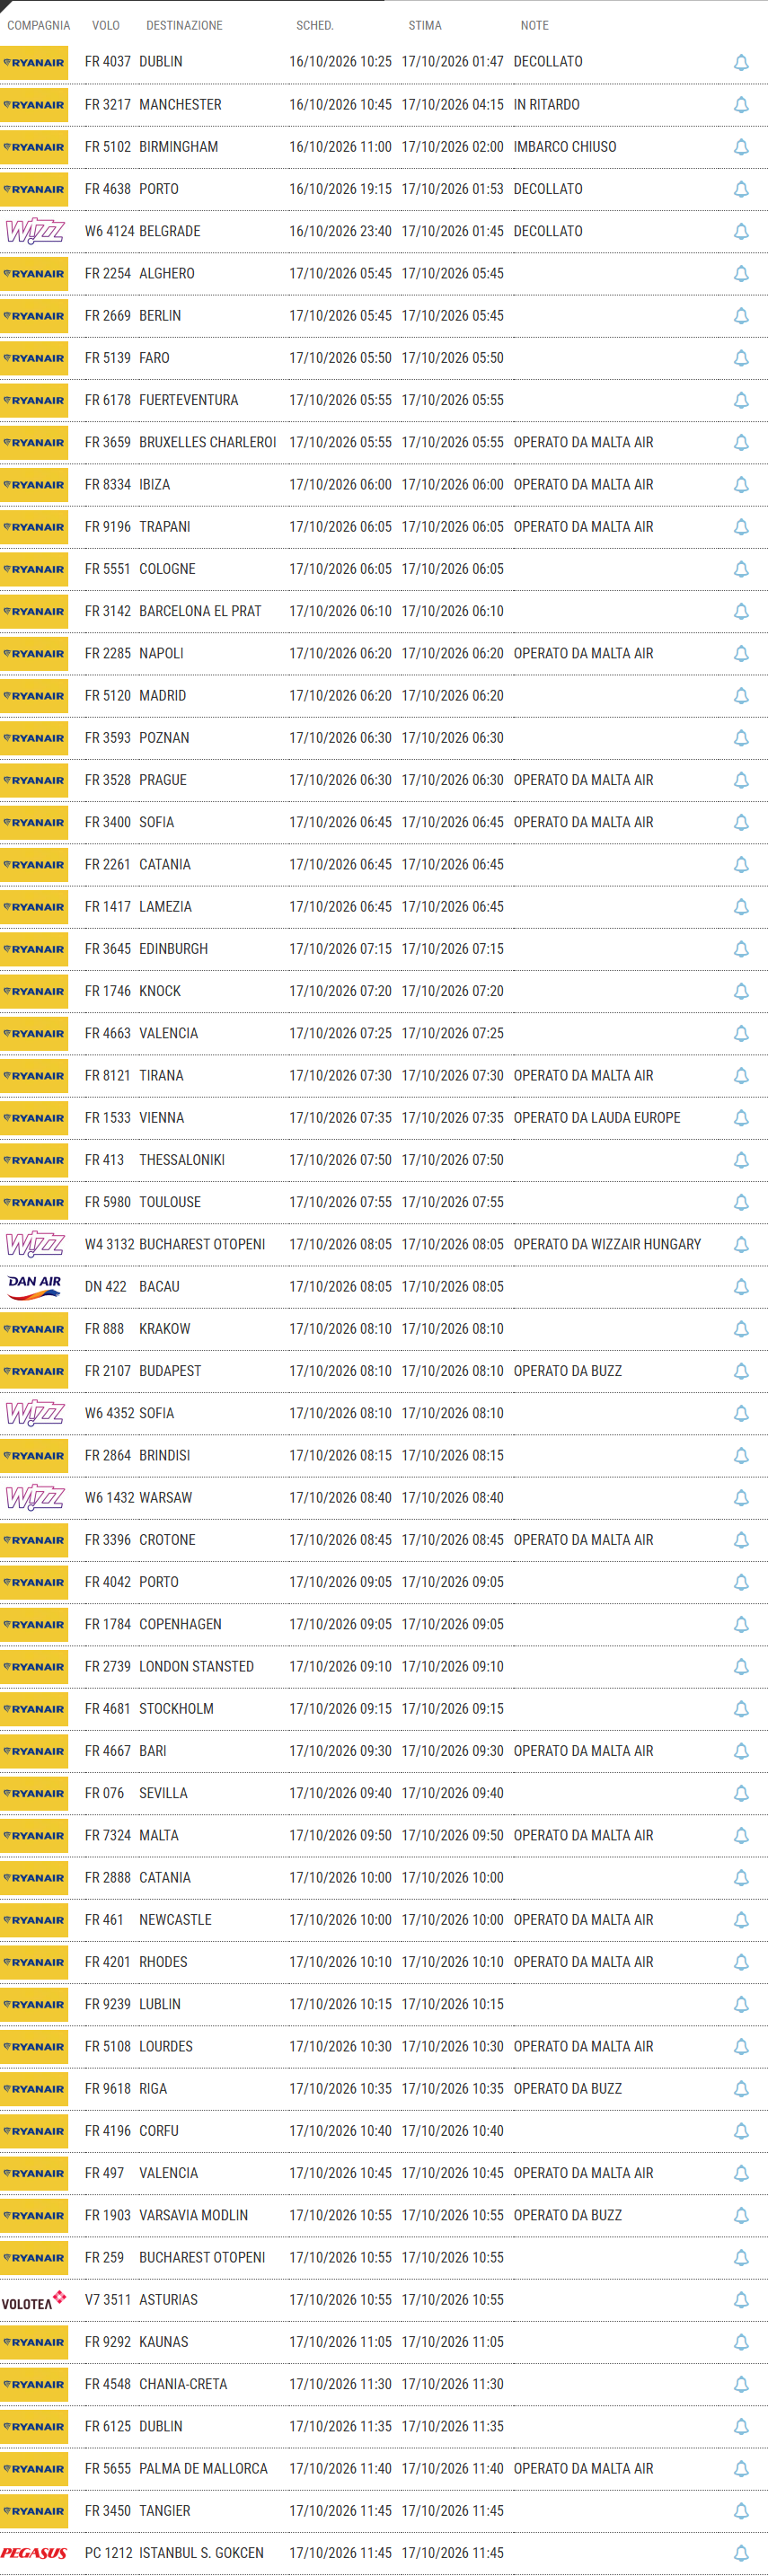 COMPAGNIA VOLO DESTINAZIONE SCHED. STIMA NOTE
RYANAIR FR 4037 DUBLIN 16/10/2026 10:25 17/10/2026 01:47 DECOLLATO
RYANAIR FR 3217 MANCHESTER 16/10/2026 10:45 17/10/2026 04:15 IN RITARDO
RYANAIR FR 5102 BIRMINGHAM 16/10/2026 11:00 17/10/2026 02:00 IMBARCO CHIUSO
RYANAIR FR 4638 PORTO 16/10/2026 19:15 17/10/2026 01:53 DECOLLATO
WIZZ W6 4124 BELGRADE 16/10/2026 23:40 17/10/2026 01:45 DECOLLATO
RYANAIR FR 2254 ALGHERO 17/10/2026 05:45 17/10/2026 05:45
RYANAIR FR 2669 BERLIN 17/10/2026 05:45 17/10/2026 05:45
RYANAIR FR 5139 FARO 17/10/2026 05:50 17/10/2026 05:50
RYANAIR FR 6178 FUERTEVENTURA 17/10/2026 05:55 17/10/2026 05:55
RYANAIR FR 3659 BRUXELLES CHARLEROI 17/10/2026 05:55 17/10/2026 05:55 OPERATO DA MALTA AIR
RYANAIR FR 8334 IBIZA 17/10/2026 06:00 17/10/2026 06:00 OPERATO DA MALTA AIR
RYANAIR FR 9196 TRAPANI 17/10/2026 06:05 17/10/2026 06:05 OPERATO DA MALTA AIR
RYANAIR FR 5551 COLOGNE 17/10/2026 06:05 17/10/2026 06:05
RYANAIR FR 3142 BARCELONA EL PRAT 17/10/2026 06:10 17/10/2026 06:10
RYANAIR FR 2285 NAPOLI 17/10/2026 06:20 17/10/2026 06:20 OPERATO DA MALTA AIR
RYANAIR FR 5120 MADRID 17/10/2026 06:20 17/10/2026 06:20
RYANAIR FR 3593 POZNAN 17/10/2026 06:30 17/10/2026 06:30
RYANAIR FR 3528 PRAGUE 17/10/2026 06:30 17/10/2026 06:30 OPERATO DA MALTA AIR
RYANAIR FR 3400 SOFIA 17/10/2026 06:45 17/10/2026 06:45 OPERATO DA MALTA AIR
RYANAIR FR 2261 CATANIA 17/10/2026 06:45 17/10/2026 06:45
RYANAIR FR 1417 LAMEZIA 17/10/2026 06:45 17/10/2026 06:45
RYANAIR FR 3645 EDINBURGH 17/10/2026 07:15 17/10/2026 07:15
RYANAIR FR 1746 KNOCK 17/10/2026 07:20 17/10/2026 07:20
RYANAIR FR 4663 VALENCIA 17/10/2026 07:25 17/10/2026 07:25
RYANAIR FR 8121 TIRANA 17/10/2026 07:30 17/10/2026 07:30 OPERATO DA MALTA AIR
RYANAIR FR 1533 VIENNA 17/10/2026 07:35 17/10/2026 07:35 OPERATO DA LAUDA EUROPE
RYANAIR FR 413 THESSALONIKI 17/10/2026 07:50 17/10/2026 07:50
RYANAIR FR 5980 TOULOUSE 17/10/2026 07:55 17/10/2026 07:55
WIZZ W4 3132 BUCHAREST OTOPENI 17/10/2026 08:05 17/10/2026 08:05 OPERATO DA WIZZAIR HUNGARY
DAN AIR DN 422 BACAU 17/10/2026 08:05 17/10/2026 08:05
RYANAIR FR 888 KRAKOW 17/10/2026 08:10 17/10/2026 08:10
RYANAIR FR 2107 BUDAPEST 17/10/2026 08:10 17/10/2026 08:10 OPERATO DA BUZZ
WIZZ W6 4352 SOFIA 17/10/2026 08:10 17/10/2026 08:10
RYANAIR FR 2864 BRINDISI 17/10/2026 08:15 17/10/2026 08:15
WIZZ W6 1432 WARSAW 17/10/2026 08:40 17/10/2026 08:40
RYANAIR FR 3396 CROTONE 17/10/2026 08:45 17/10/2026 08:45 OPERATO DA MALTA AIR
RYANAIR FR 4042 PORTO 17/10/2026 09:05 17/10/2026 09:05
RYANAIR FR 1784 COPENHAGEN 17/10/2026 09:05 17/10/2026 09:05
RYANAIR FR 2739 LONDON STANSTED 17/10/2026 09:10 17/10/2026 09:10
RYANAIR FR 4681 STOCKHOLM 17/10/2026 09:15 17/10/2026 09:15
RYANAIR FR 4667 BARI 17/10/2026 09:30 17/10/2026 09:30 OPERATO DA MALTA AIR
RYANAIR FR 076 SEVILLA 17/10/2026 09:40 17/10/2026 09:40
RYANAIR FR 7324 MALTA 17/10/2026 09:50 17/10/2026 09:50 OPERATO DA MALTA AIR
RYANAIR FR 2888 CATANIA 17/10/2026 10:00 17/10/2026 10:00
RYANAIR FR 461 NEWCASTLE 17/10/2026 10:00 17/10/2026 10:00 OPERATO DA MALTA AIR
RYANAIR FR 4201 RHODES 17/10/2026 10:10 17/10/2026 10:10 OPERATO DA MALTA AIR
RYANAIR FR 9239 LUBLIN 17/10/2026 10:15 17/10/2026 10:15
RYANAIR FR 5108 LOURDES 17/10/2026 10:30 17/10/2026 10:30 OPERATO DA MALTA AIR
RYANAIR FR 9618 RIGA 17/10/2026 10:35 17/10/2026 10:35 OPERATO DA BUZZ
RYANAIR FR 4196 CORFU 17/10/2026 10:40 17/10/2026 10:40
RYANAIR FR 497 VALENCIA 17/10/2026 10:45 17/10/2026 10:45 OPERATO DA MALTA AIR
RYANAIR FR 1903 VARSAVIA MODLIN 17/10/2026 10:55 17/10/2026 10:55 OPERATO DA BUZZ
RYANAIR FR 259 BUCHAREST OTOPENI 17/10/2026 10:55 17/10/2026 10:55
VOLOTEA V7 3511 ASTURIAS 17/10/2026 10:55 17/10/2026 10:55
RYANAIR FR 9292 KAUNAS 17/10/2026 11:05 17/10/2026 11:05
RYANAIR FR 4548 CHANIA-CRETA 17/10/2026 11:30 17/10/2026 11:30
RYANAIR FR 6125 DUBLIN 17/10/2026 11:35 17/10/2026 11:35
RYANAIR FR 5655 PALMA DE MALLORCA 17/10/2026 11:40 17/10/2026 11:40 OPERATO DA MALTA AIR
RYANAIR FR 3450 TANGIER 17/10/2026 11:45 17/10/2026 11:45
PEGASUS PC 1212 ISTANBUL S. GOKCEN 17/10/2026 11:45 17/10/2026 11:45